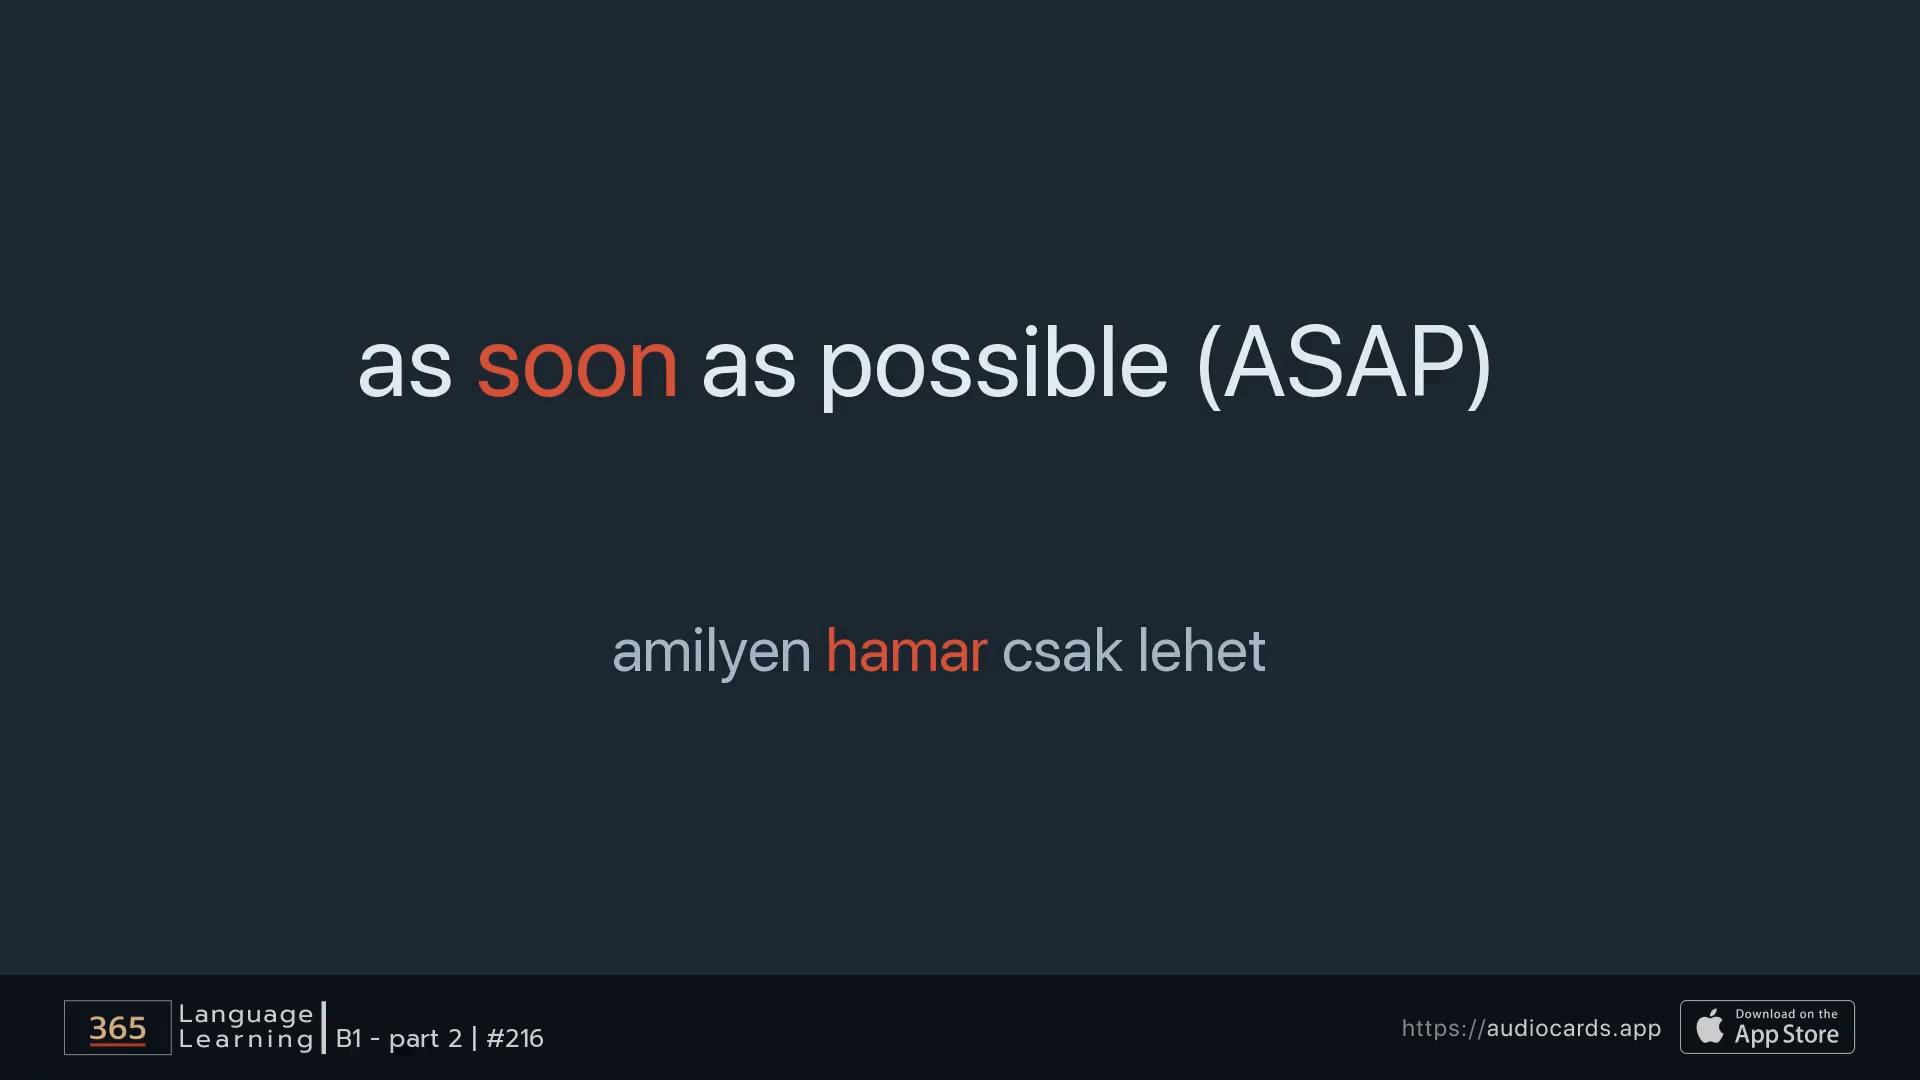 as soon as possible (ASAP)
amilyen hamar csak lehet
365
Language
Learning
B1 - part 2 | #216
https://audiocards.app
Download on the
App Store